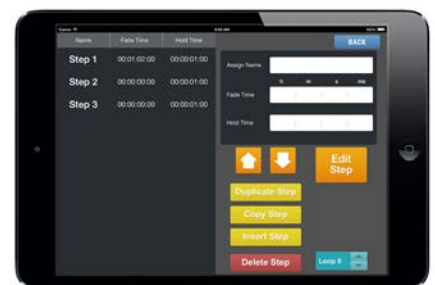 Name Fade Time Hold Time
BACK
Step 1 00:01:02:00 00:00:01:00
Step 2 00:00:00:00 00:00:01:00
Step 3 00:00:00:00 00:00:01:00
Assign Name
h m s ms
Fade Time
Hold Time
Edit
Step
Duplicate Step
Copy Step
Insert Step
Delete Step
Loop 0